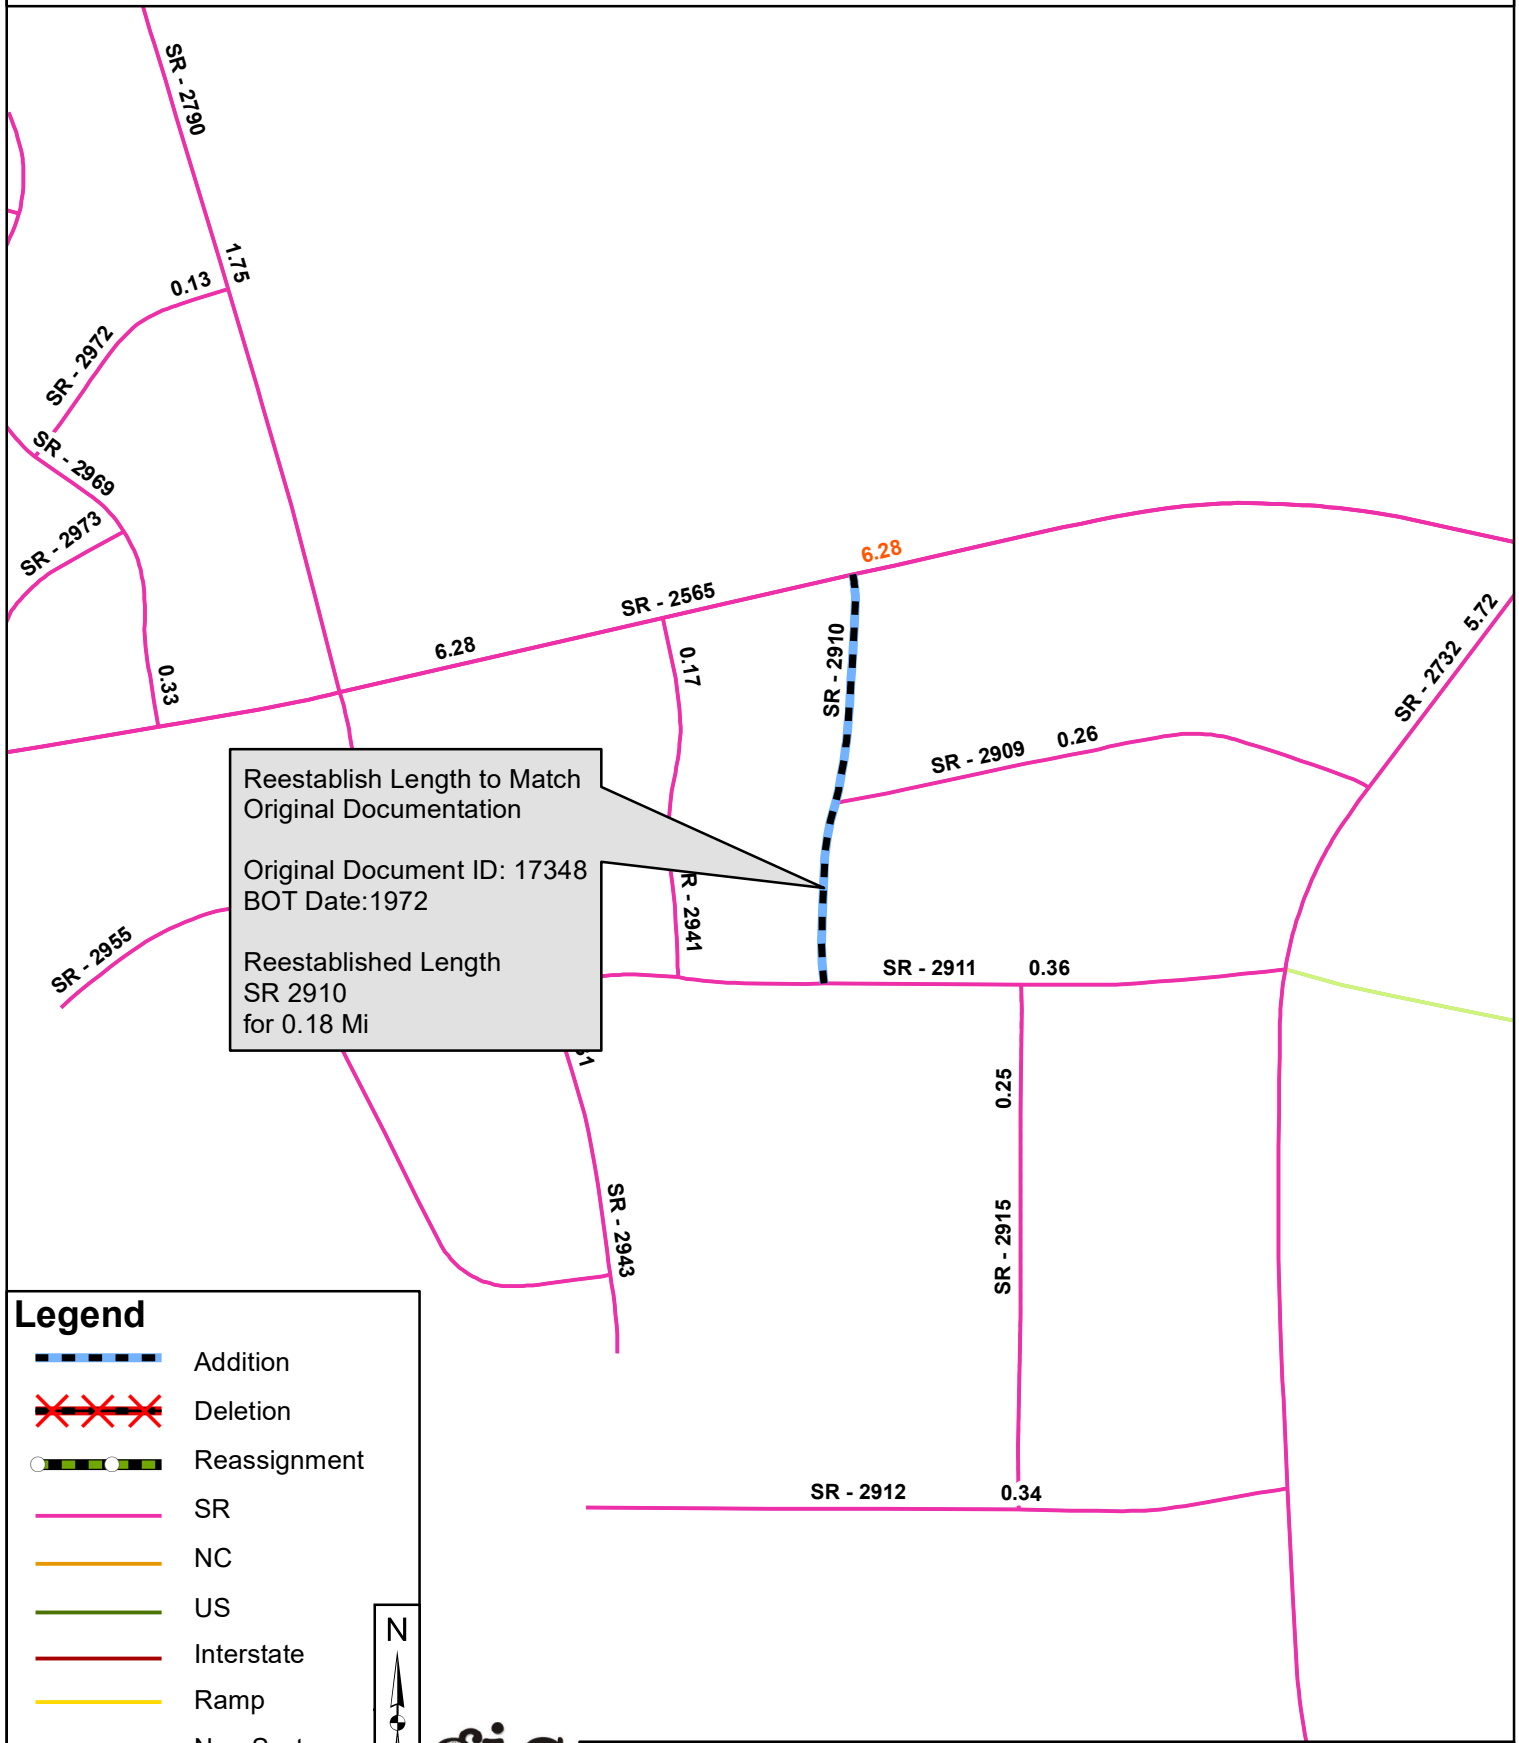 SR - 2790
1.75
0.13
SR - 2972
SR - 2969
SR - 2973
0.33
6.28
SR - 2565
6.28
0.17
SR - 2910
SR - 2909
0.26
SR - 2732
5.72
Reestablish Length to Match
Original Documentation
Original Document ID: 17348
BOT Date:1972
Reestablished Length
SR 2910
for 0.18 Mi
R - 2941
SR - 2955
SR - 2911
0.36
0.25
SR - 2915
SR - 2943
SR - 2912
0.34
Legend
Addition
Deletion
Reassignment
SR
NC
US
Interstate
Ramp
N